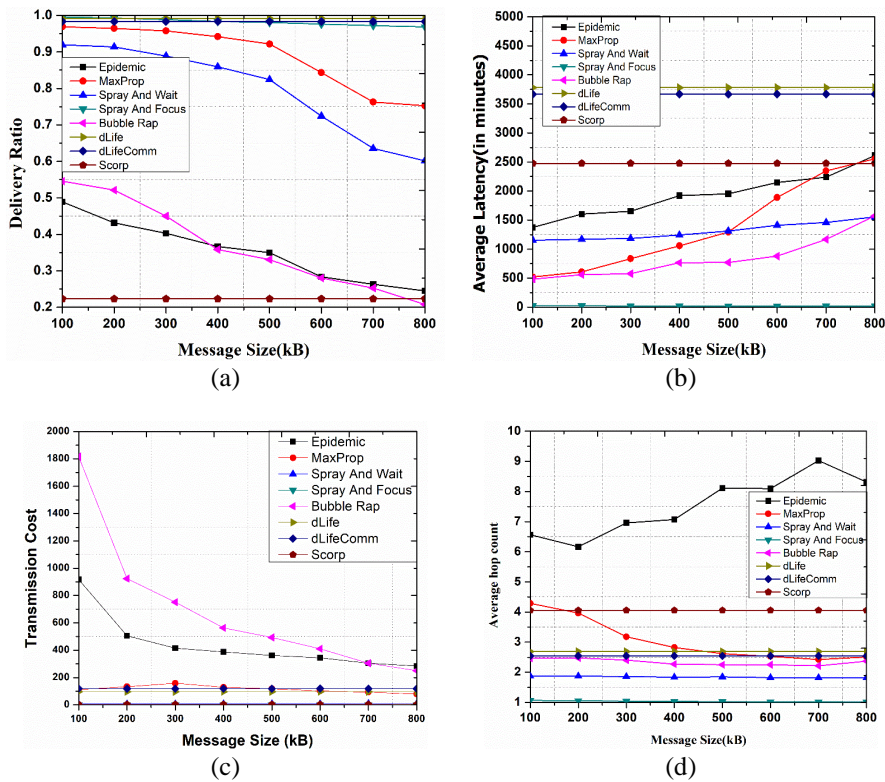 1.0
0.9
0.8
0.7
0.6
0.5
0.4
0.3
0.2
Delivery Ratio
Epidemic
MaxProp
Spray And Wait
Spray And Focus
Bubble Rap
dLife
dLifeComm
Scorp
100 200 300 400 500 600 700 800
Message Size(kB)
(a)
5000
4500
4000
3500
3000
2500
2000
1500
1000
500
0
Average Latency(in minutes)
Epidemic
MaxProp
Spray And Wait
Spray And Focus
Bubble Rap
dLife
dLifeComm
Scorp
100 200 300 400 500 600 700 800
Message Size(kB)
(b)
2000
1800
1600
1400
1200
1000
800
600
400
200
0
Transmission Cost
Epidemic
MaxProp
Spray And Wait
Spray And Focus
Bubble Rap
dLife
dLifeComm
Scorp
100 200 300 400 500 600 700 800
Message Size (kB)
(c)
10
9
8
7
6
5
4
3
2
1
Average hop count
Epidemic
MaxProp
Spray And Wait
Spray And Focus
Bubble Rap
dLife
dLifeComm
Scorp
100 200 300 400 500 600 700 800
Message Size(kB)
(d)